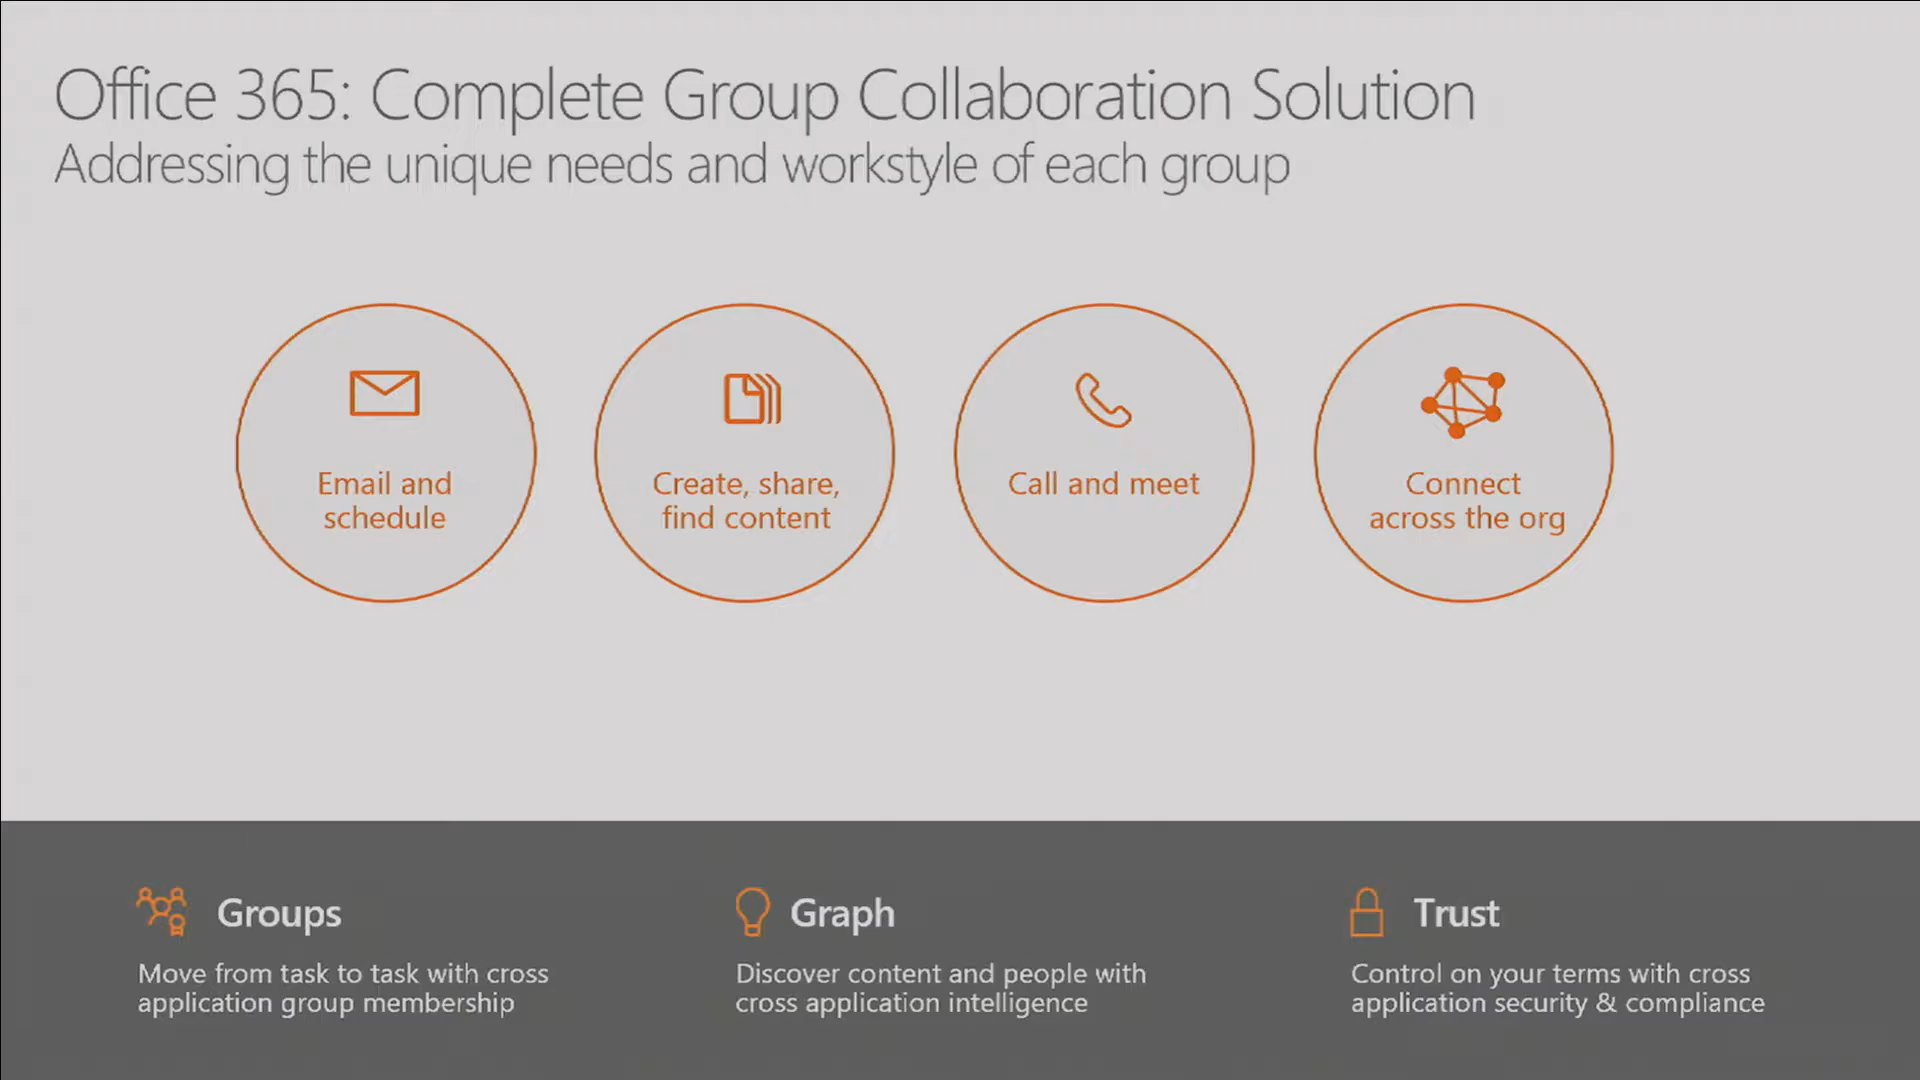 Office 365: Complete Group Collaboration Solution
Addressing the unique needs and workstyle of each group
Email and
schedule
Create, share,
find content
Call and meet
Connect
across the org
Groups
Move from task to task with cross
application group membership
Graph
Discover content and people with
cross application intelligence
Trust
Control on your terms with cross
application security & compliance